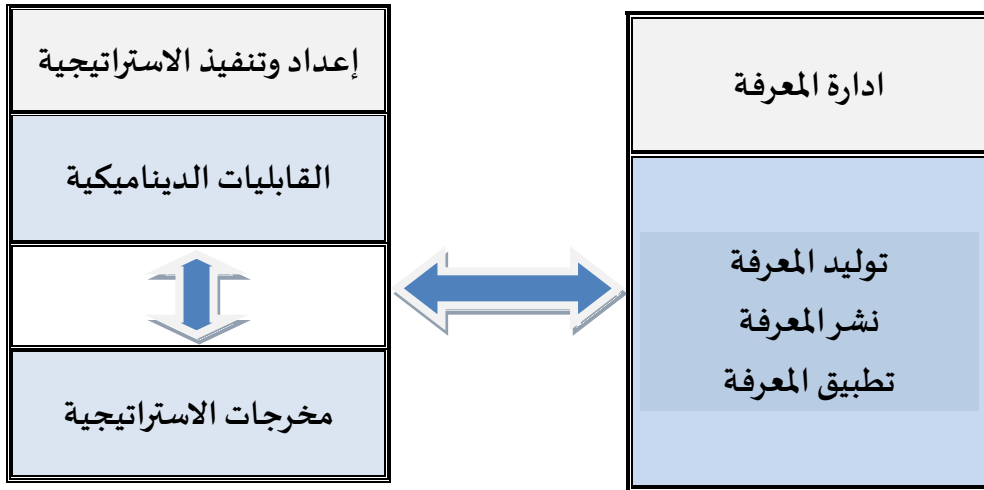 ادارة المعرفة
توليد المعرفة
نشر المعرفة
تطبيق المعرفة
إعداد وتنفيذ الاستراتيجية
القابليات الديناميكية
مخرجات الاستراتيجية